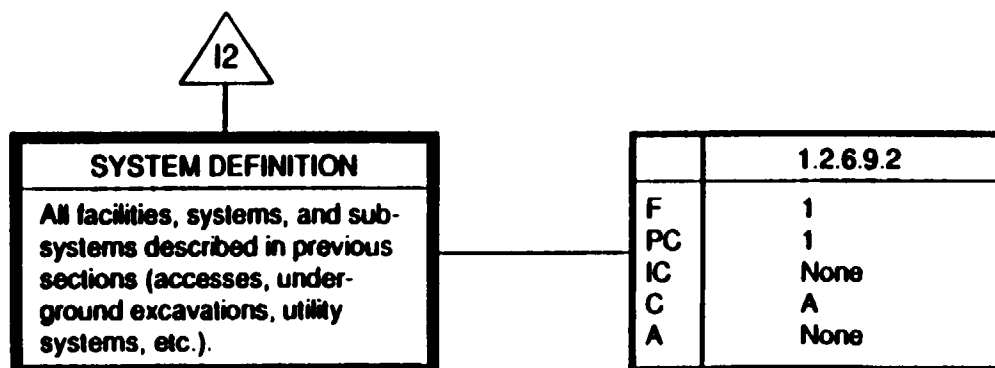 I2
SYSTEM DEFINITION
All facilities, systems, and sub-
systems described in previous
sections (accesses, under-
ground excavations, utility
systems, etc.).
1.2.6.9.2
F 1
PC 1
IC None
C A
A None